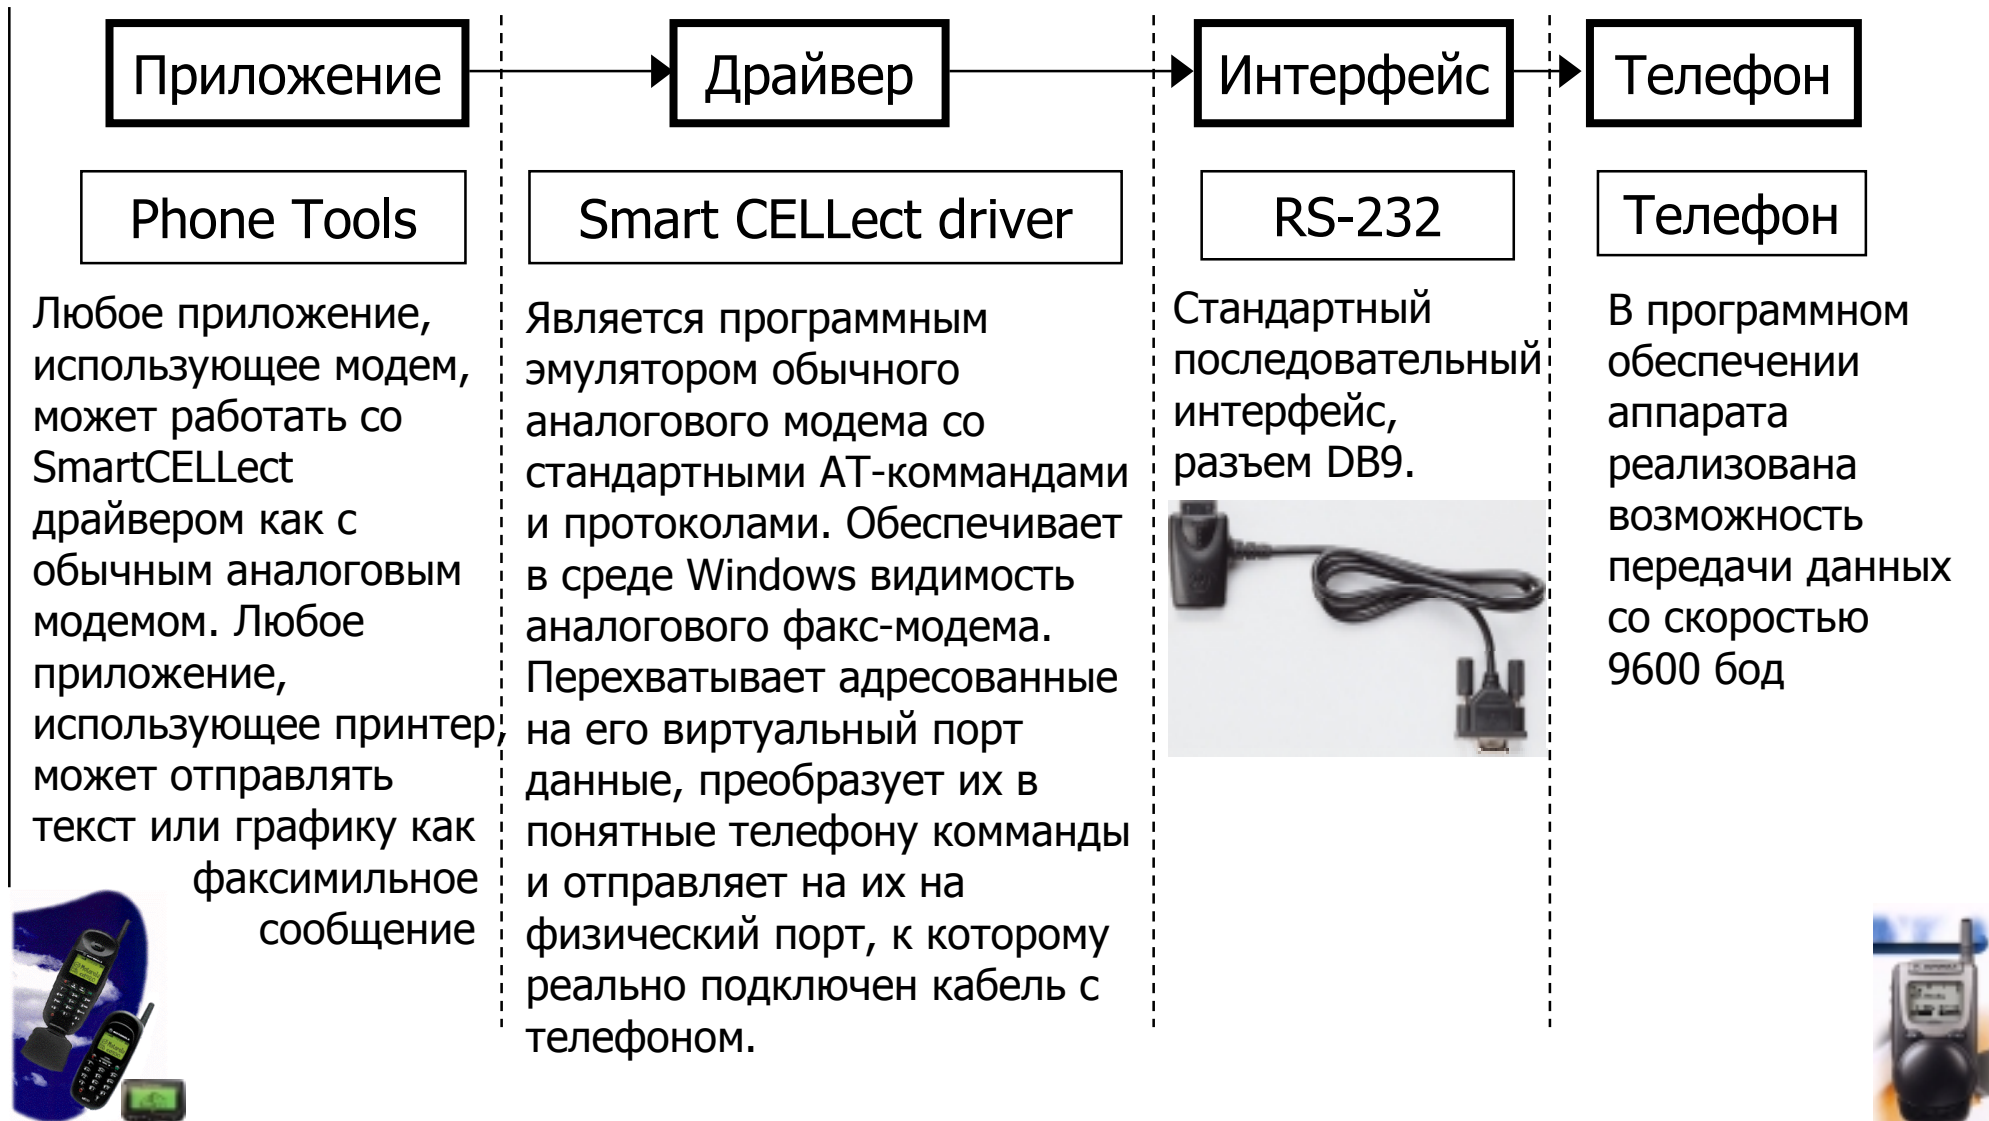 Приложение
Драйвер
Интерфейс
Телефон
Phone Tools
Smart CELLect driver
RS-232
Телефон
Любое приложение,
использующее модем,
может работать со
SmartCELLect
драйвером как с
обычным аналоговым
модемом. Любое
приложение,
использующее принтер,
может отправлять
текст или графику как
факсимильное
сообщение
Является программным
эмулятором обычного
аналогового модема со
стандартными АТ-коммандами
и протоколами. Обеспечивает
в среде Windows видимость
аналогового факс-модема.
Перехватывает адресованные
на его виртуальный порт
данные, преобразует их в
понятные телефону комманды
и отправляет на их на
физический порт, к которому
реально подключен кабель с
телефоном.
Стандартный
последовательный
интерфейс,
разъем DB9.
В программном
обеспечении
аппарата
реализована
возможность
передачи данных
со скоростью
9600 бод